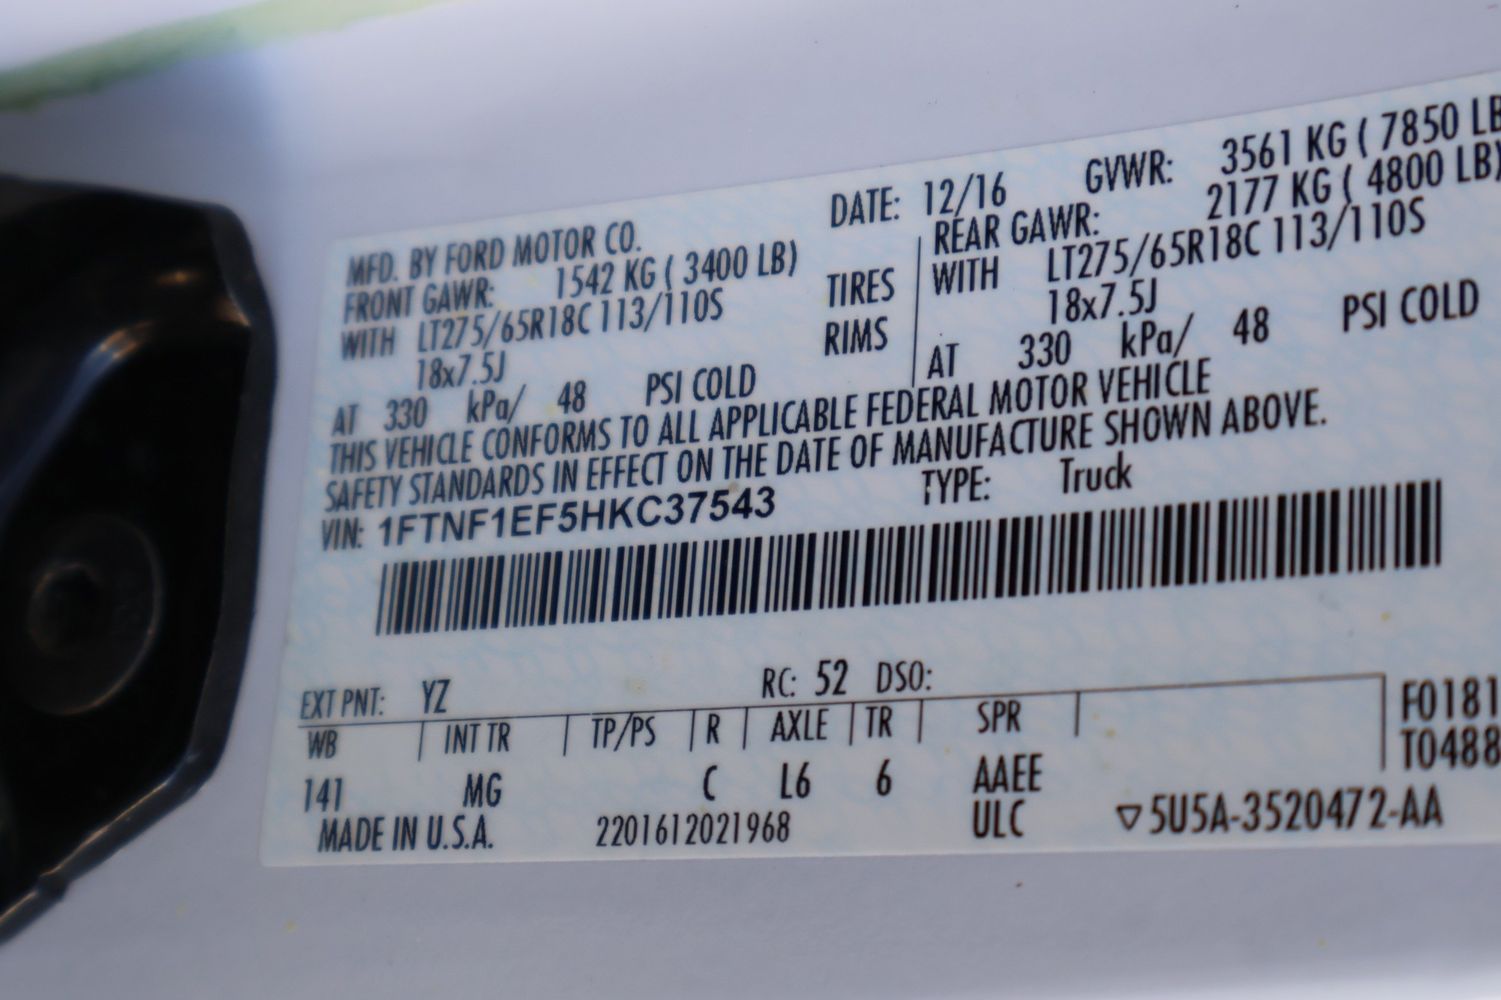 MFD. BY FORD MOTOR CO.
DATE: 12/16
GVWR: 3561 KG ( 7850 LB
FRONT GAWR: 1542 KG ( 3400 LB)
REAR GAWR: 2177 KG ( 4800 LB)
WITH LT275/65R18C 113/110S
TIRES
WITH LT275/65R18C 113/110S
18x7.5J
RIMS
18x7.5J
AT 330 kPa/ 48 PSI COLD
AT 330 kPa/ 48 PSI COLD
THIS VEHICLE CONFORMS TO ALL APPLICABLE FEDERAL MOTOR VEHICLE
SAFETY STANDARDS IN EFFECT ON THE DATE OF MANUFACTURE SHOWN ABOVE.
VIN: 1FTNF1EF5HKC37543
TYPE: Truck
EXT PNT: YZ RC: 52 DSO:
WB INT TR TP/PS R AXLE TR SPR
F0181
T0488
141 MG C L6 6 AAEE
MADE IN U.S.A. 2201612021968 ULC ▽5U5A-3520472-AA